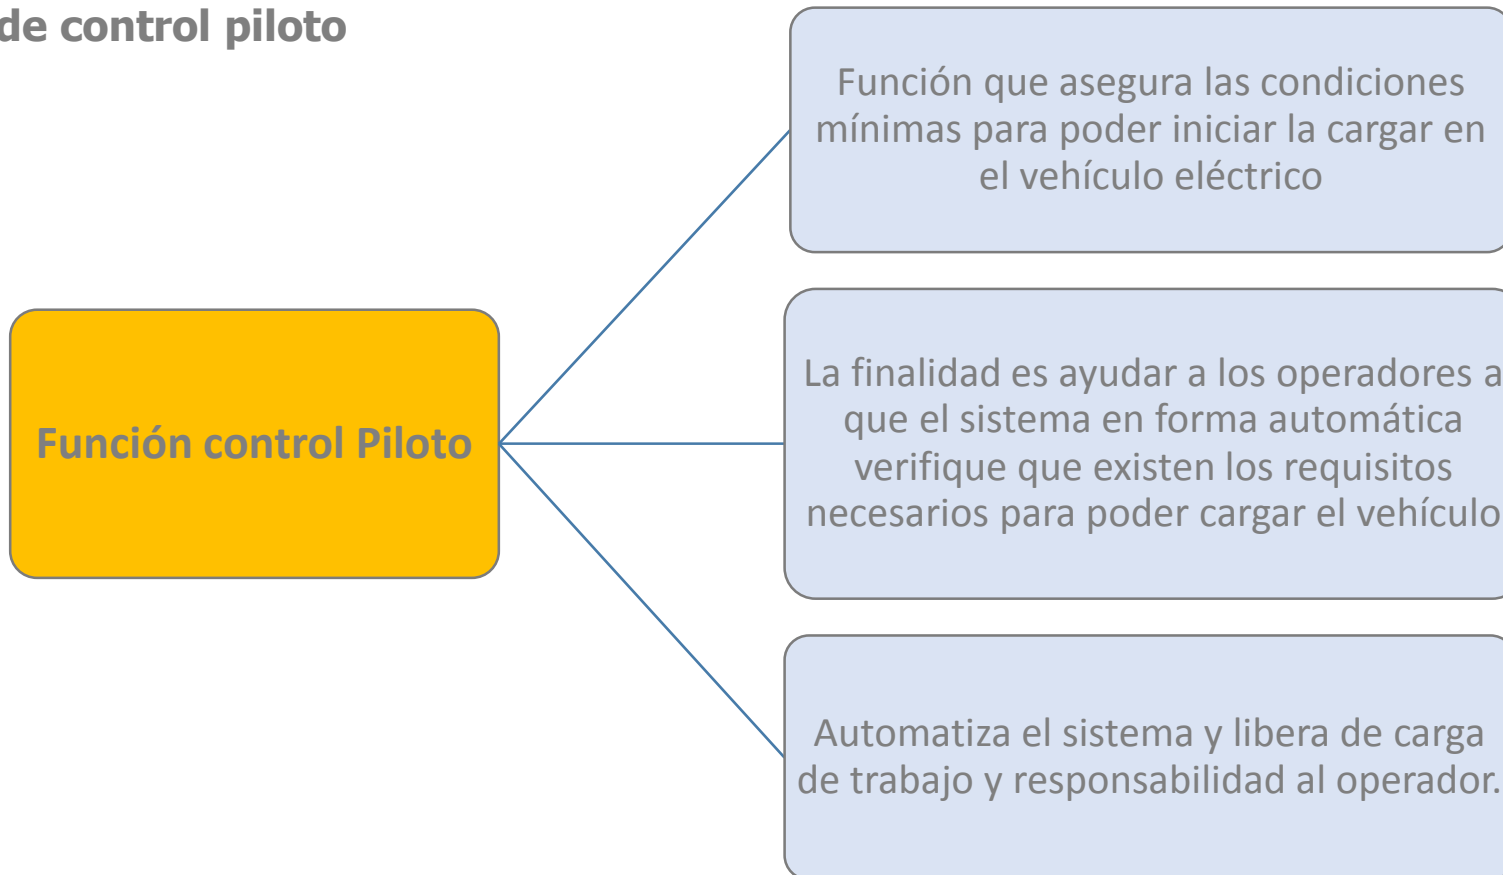 de control piloto
Función que asegura las condiciones
mínimas para poder iniciar la cargar en
el vehículo eléctrico
La finalidad es ayudar a los operadores a
que el sistema en forma automática
verifique que existen los requisitos
necesarios para poder cargar el vehículo
Función control Piloto
Automatiza el sistema y libera de carga
de trabajo y responsabilidad al operador.